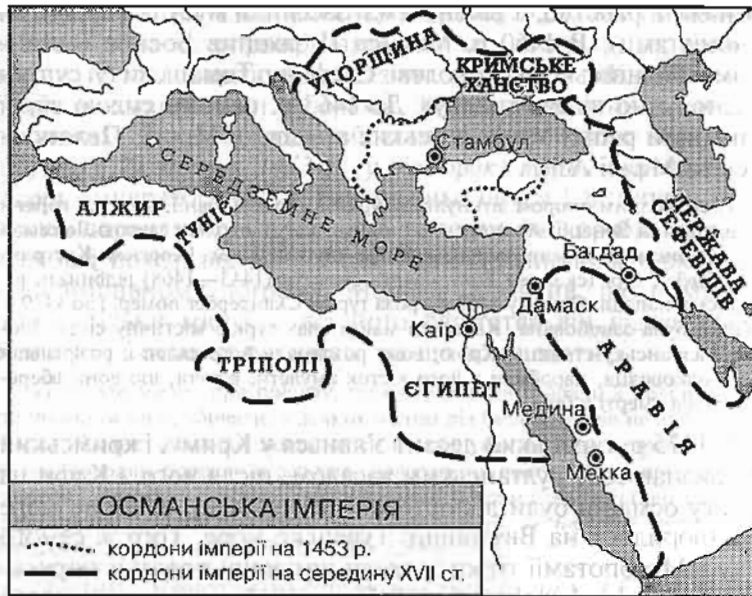 УГОРЩИНА
КРИМСЬКЕ
ХАНСТВО
Стамбул
СЕРЕДЗЕМНЕ МОРЕ
АЛЖИР
ТУНІС
ДЕРЖАВА
СЕФЕВІДІВ
Багдад
Дамаск
Каїр
ТРІПОЛІ
ЄГИПЕТ
АРАВІЯ
Медина
Мекка
ОСМАНСЬКА ІМПЕРІЯ
кордони імперії на 1453 р.
кордони імперії на середину XVII ст.